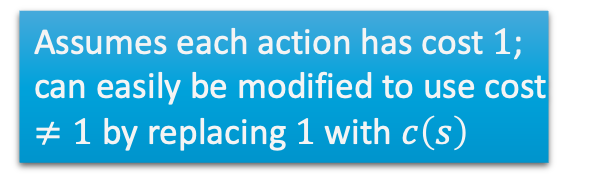 Assumes each action has cost 1;
can easily be modified to use cost
≠ 1 by replacing 1 with c(s)